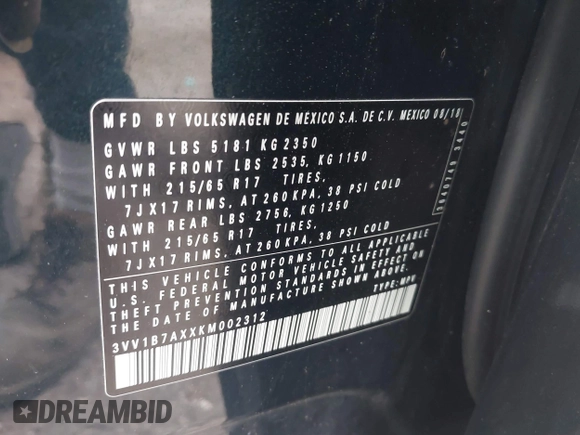 MFD BY VOLKSWAGEN DE MEXICO S.A. DE C.V. MEXICO 08/18
GVWR LBS 5181 KG 2350
GAWR FRONT LBS 2535, KG 1150
WITH 215/65 R17 TIRES,
7JX17 RIMS, AT 260 KPA, 38 PSI COLD
GAWR REAR LBS 2756, KG 1250
WITH 215/65 R17 TIRES,
7JX17 RIMS, AT 260 KPA, 38 PSI COLD
THIS VEHICLE CONFORMS TO ALL APPLICABLE
U.S. FEDERAL MOTOR VEHICLE SAFETY AND
THEFT PREVENTION STANDARDS IN EFFECT ON
THE DATE OF MANUFACTURE SHOWN ABOVE.
TYPE: MPV
3VV1B7AXXKM002312
DREAMBID